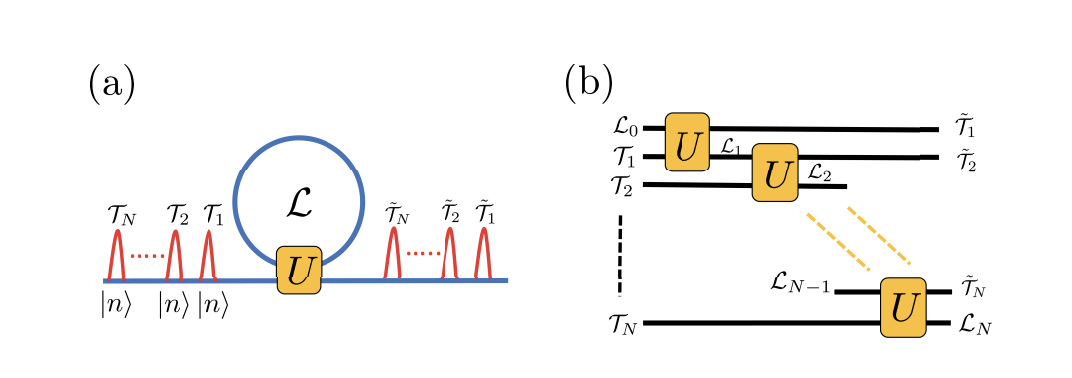 (a)
𝒯_N 𝒯_2 𝒯_1
ℒ
𝒯̃_N 𝒯̃_2 𝒯̃_1
U
|n⟩ |n⟩ |n⟩
(b)
ℒ_0 U 𝒯̃_1
𝒯_1 ℒ_1 U 𝒯̃_2
𝒯_2 ℒ_2
ℒ_{N−1} U 𝒯̃_N
𝒯_N ℒ_N